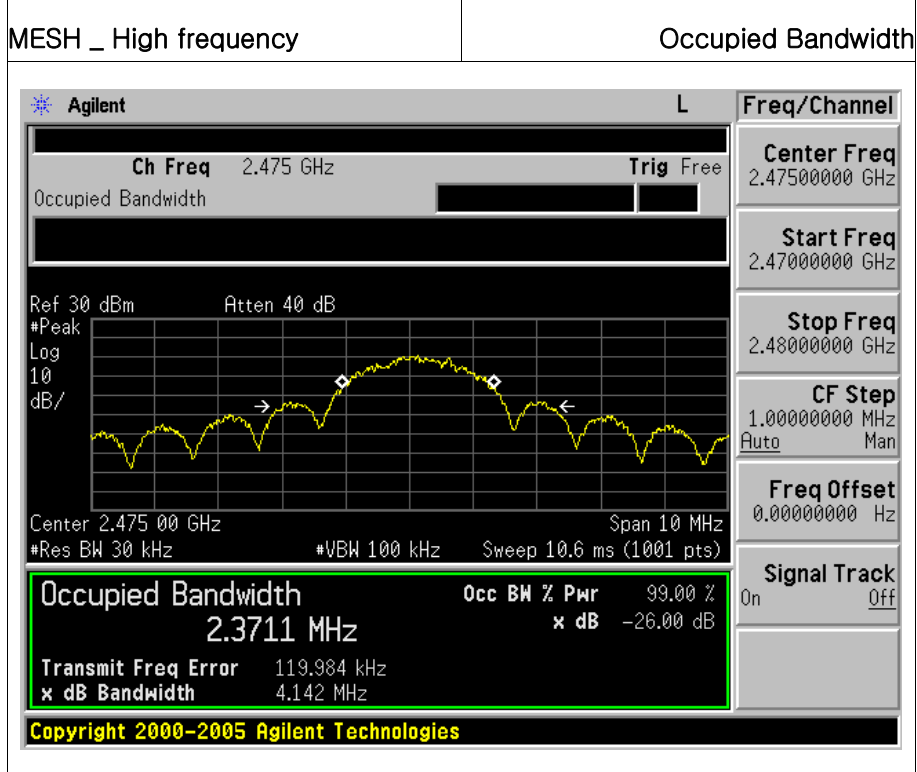 MESH _ High frequency
Occupied Bandwidth
Agilent
L
Freq/Channel
Ch Freq 2.475 GHz
Trig Free
Occupied Bandwidth
Center Freq
2.47500000 GHz
Start Freq
2.47000000 GHz
Stop Freq
2.48000000 GHz
CF Step
1.00000000 MHz
Auto Man
Freq Offset
0.00000000 Hz
Signal Track
On Off
Ref 30 dBm Atten 40 dB
#Peak
Log
10
dB/
Center 2.475 00 GHz Span 10 MHz
#Res BW 30 kHz #VBW 100 kHz Sweep 10.6 ms (1001 pts)
Occupied Bandwidth
2.3711 MHz
Occ BW % Pwr 99.00 %
x dB -26.00 dB
Transmit Freq Error 119.984 kHz
x dB Bandwidth 4.142 MHz
Copyright 2000-2005 Agilent Technologies